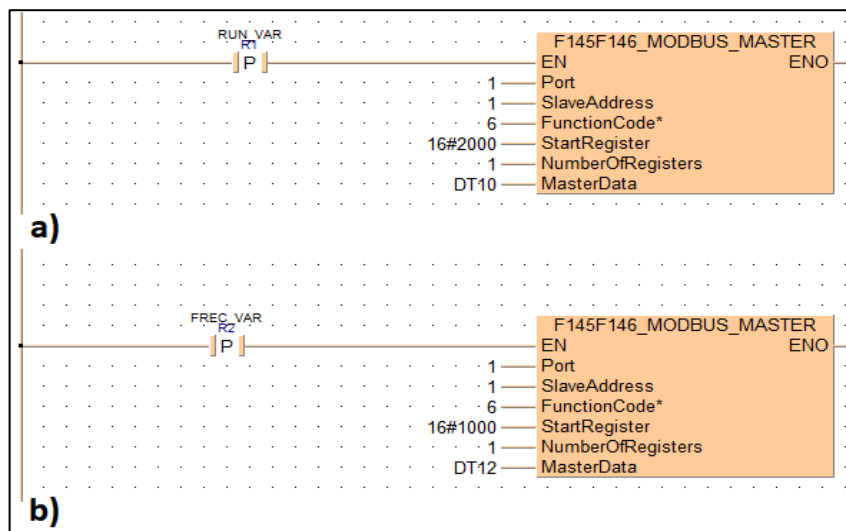 RUN_VAR
R1
P
F145F146_MODBUS_MASTER
EN ENO
1 Port
1 SlaveAddress
6 FunctionCode*
16#2000 StartRegister
1 NumberOfRegisters
DT10 MasterData
a)
FREC_VAR
R2
P
F145F146_MODBUS_MASTER
EN ENO
1 Port
1 SlaveAddress
6 FunctionCode*
16#1000 StartRegister
1 NumberOfRegisters
DT12 MasterData
b)